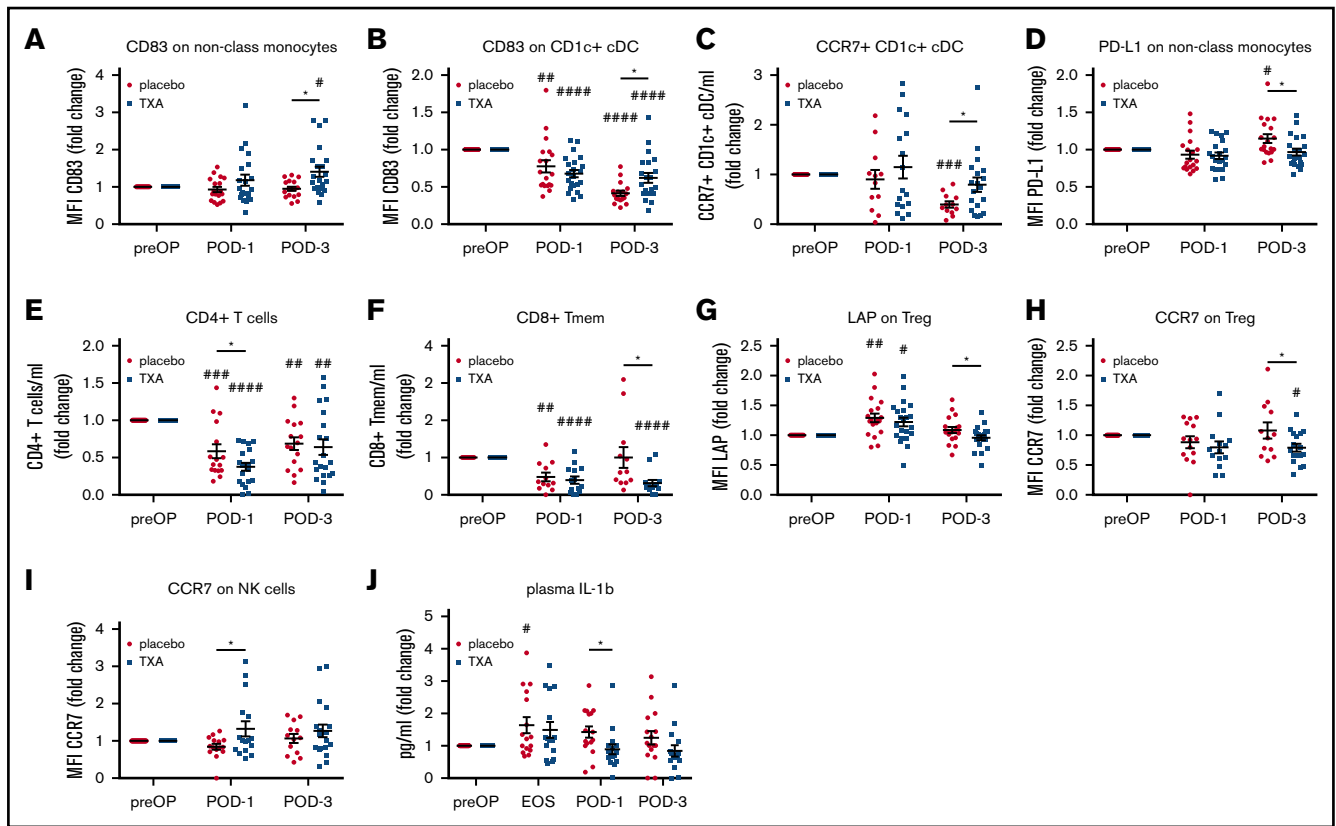 A
CD83 on non-class monocytes
MFI CD83 (fold change)
4
3
2
1
0
placebo
TXA
*
#
preOP
POD-1
POD-3
B
CD83 on CD1c+ cDC
MFI CD83 (fold change)
2.0
1.5
1.0
0.5
0.0
placebo
TXA
##
####
*
####
####
preOP
POD-1
POD-3
C
CCR7+ CD1c+ cDC
CCR7+ CD1c+ cDC/ml
(fold change)
3
2
1
0
placebo
TXA
*
###
preOP
POD-1
POD-3
D
PD-L1 on non-class monocytes
MFI PD-L1 (fold change)
2.0
1.5
1.0
0.5
0.0
placebo
TXA
#
*
preOP
POD-1
POD-3
E
CD4+ T cells
CD4+ T cells/ml
(fold change)
2.0
1.5
1.0
0.5
0.0
placebo
TXA
*
###
####
##
##
preOP
POD-1
POD-3
F
CD8+ Tmem
CD8+ Tmem/ml
(fold change)
4
2
2
1
0
placebo
TXA
*
##
####
####
preOP
POD-1
POD-3
G
LAP on Treg
MFI LAP (fold change)
2.5
2.0
1.5
1.0
0.5
0.0
placebo
TXA
##
#
*
preOP
POD-1
POD-3
H
CCR7 on Treg
MFI CCR7 (fold change)
2.5
2.0
1.5
1.0
0.5
0.0
placebo
TXA
*
#
preOP
POD-1
POD-3
I
CCR7 on NK cells
MFI CCR7 (fold change)
4
3
2
1
0
placebo
TXA
*
preOP
POD-1
POD-3
J
plasma IL-1b
pg/ml (fold change)
5
4
3
2
1
0
placebo
TXA
#
*
preOP
EOS
POD-1
POD-3